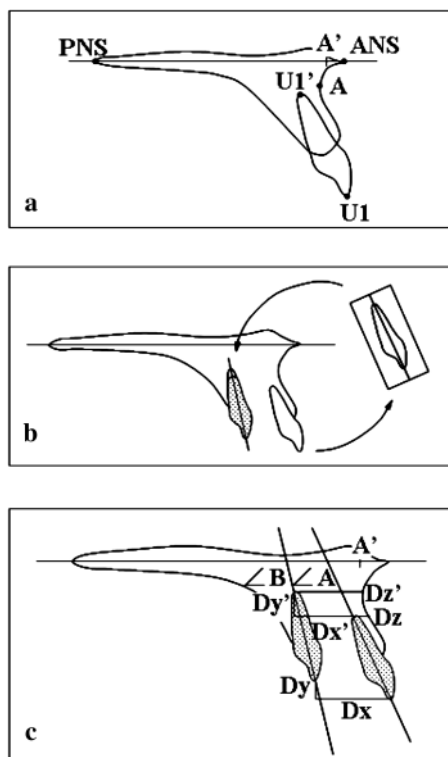 PNS A' ANS
U1' A
a U1
b
A'
B A
Dy' Dz'
Dx' Dz
Dy
Dx
c